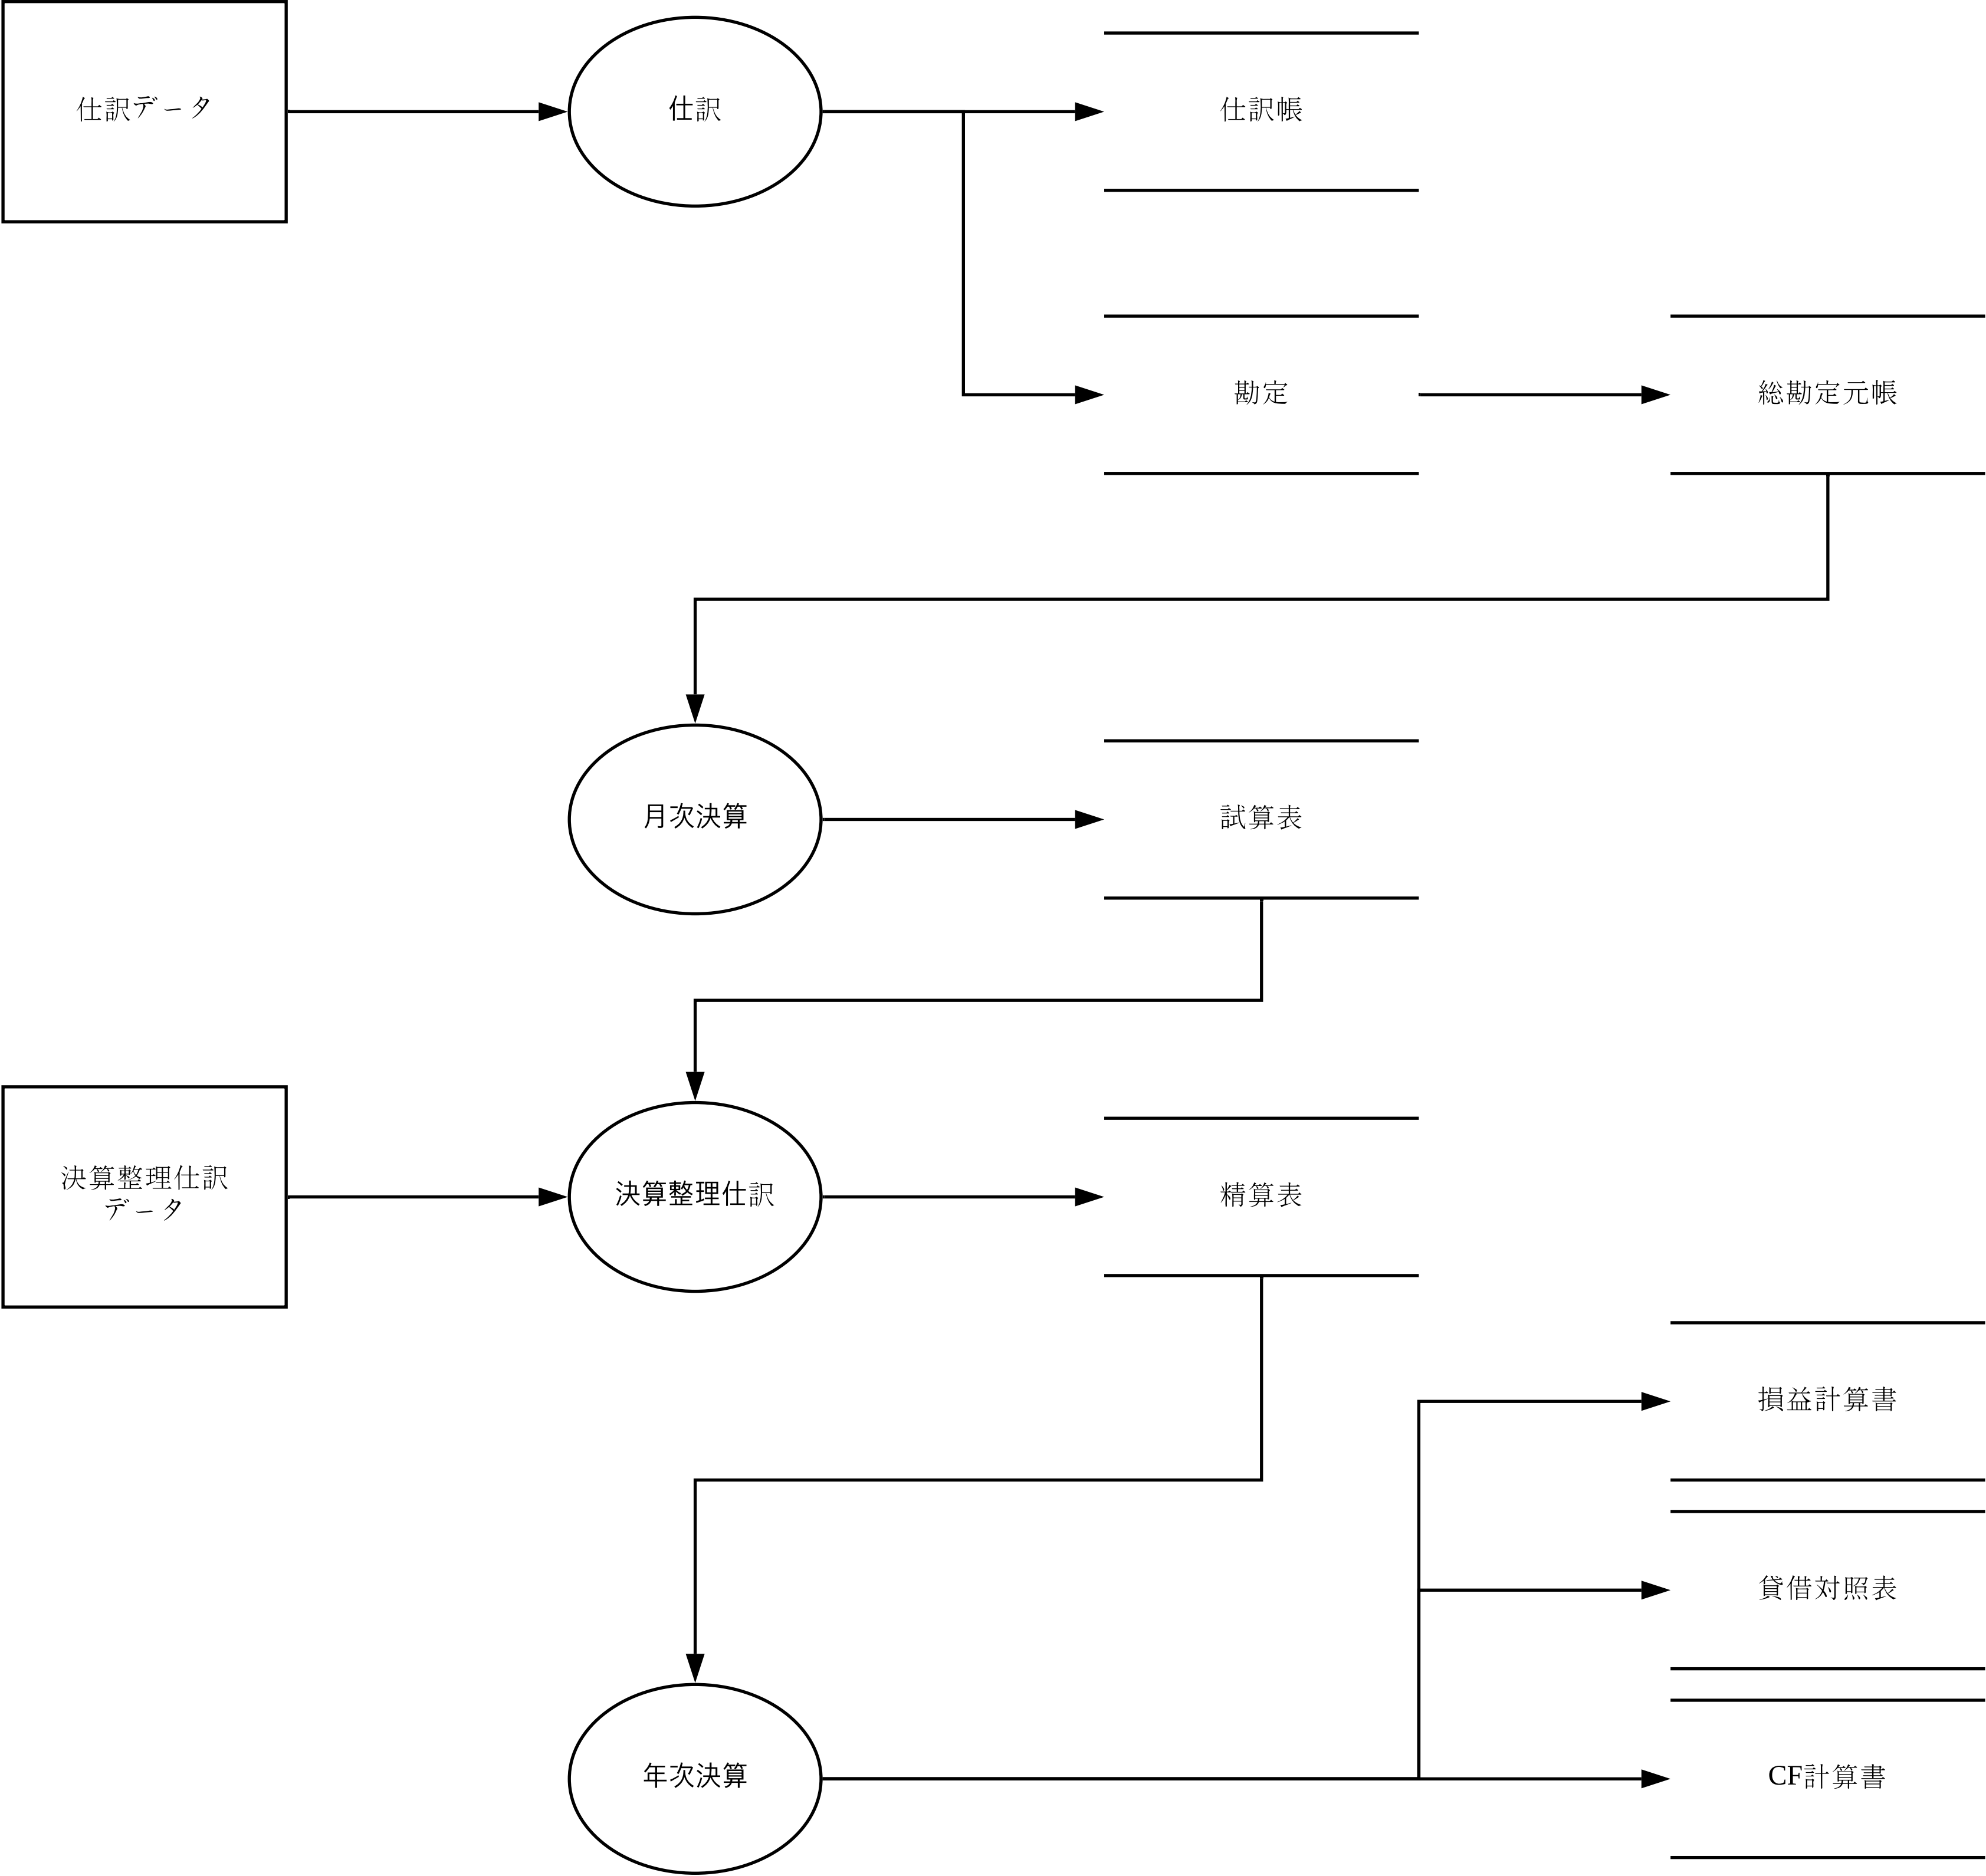 仕訳データ
仕訳
仕訳帳
勘定
総勘定元帳
月次決算
試算表
決算整理仕訳
データ
決算整理仕訳
精算表
損益計算書
貸借対照表
年次決算
CF計算書